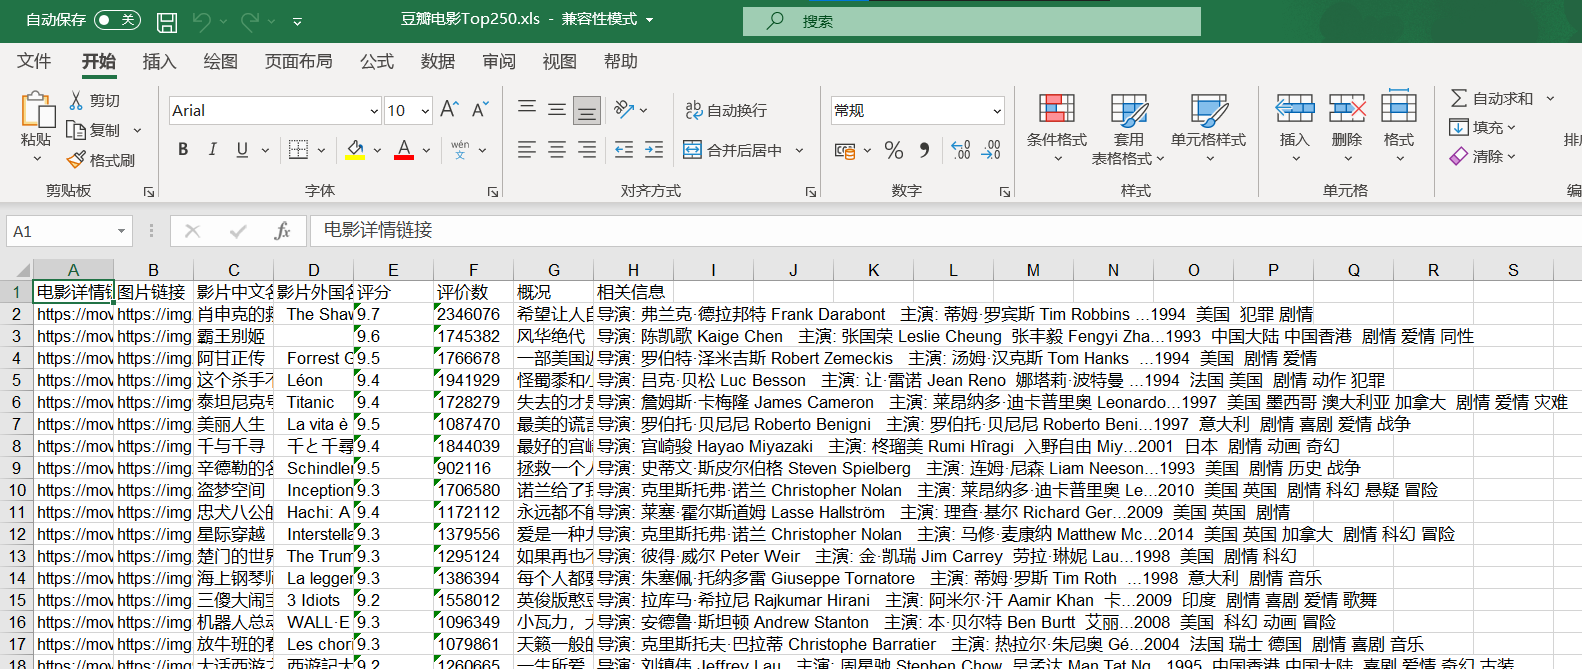 自动保存 关 豆瓣电影Top250.xls - 兼容性模式 搜索
文件 开始 插入 绘图 页面布局 公式 数据 审阅 视图 帮助
粘贴 剪切 复制 格式刷 剪贴板
Arial 10 A A B I U A wén 文 字体
ab 自动换行 合并后居中 对齐方式
常规 % 数字
条件格式 套用 表格格式 单元格样式 样式
插入 删除 格式 单元格
自动求和 填充 清除
A1 fx 电影详情链接
A B C D E F G H I J K L M N O P Q R S
1 电影详情链 图片链接 影片中文名 影片外国名 评分 评价数 概况 相关信息
2 https://mov https://img 肖申克的救 The Shaw 9.7 2346076 希望让人自 导演: 弗兰克·德拉邦特 Frank Darabont 主演: 蒂姆·罗宾斯 Tim Robbins ...1994 美国 犯罪 剧情
3 https://mov https://img 霸王别姬 9.6 1745382 风华绝代 导演: 陈凯歌 Kaige Chen 主演: 张国荣 Leslie Cheung 张丰毅 Fengyi Zha...1993 中国大陆 中国香港 剧情 爱情 同性
4 https://mov https://img 阿甘正传 Forrest G 9.5 1766678 一部美国近 导演: 罗伯特·泽米吉斯 Robert Zemeckis 主演: 汤姆·汉克斯 Tom Hanks ...1994 美国 剧情 爱情
5 https://mov https://img 这个杀手不 Léon 9.4 1941929 怪蜀黍和小 导演: 吕克·贝松 Luc Besson 主演: 让·雷诺 Jean Reno 娜塔莉·波特曼 ...1994 法国 美国 剧情 动作 犯罪
6 https://mov https://img 泰坦尼克号 Titanic 9.4 1728279 失去的才是 导演: 詹姆斯·卡梅隆 James Cameron 主演: 莱昂纳多·迪卡普里奥 Leonardo...1997 美国 墨西哥 澳大利亚 加拿大 剧情 爱情 灾难
7 https://mov https://img 美丽人生 La vita è 9.5 1087470 最美的谎言 导演: 罗伯托·贝尼尼 Roberto Benigni 主演: 罗伯托·贝尼尼 Roberto Beni...1997 意大利 剧情 喜剧 爱情 战争
8 https://mov https://img 千与千寻 千と千尋 9.4 1844039 最好的宫崎 导演: 宫崎骏 Hayao Miyazaki 主演: 柊瑠美 Rumi Hîragi 入野自由 Miy...2001 日本 剧情 动画 奇幻
9 https://mov https://img 辛德勒的名 Schindler 9.5 902116 拯救一个人 导演: 史蒂文·斯皮尔伯格 Steven Spielberg 主演: 连姆·尼森 Liam Neeson...1993 美国 剧情 历史 战争
10 https://mov https://img 盗梦空间 Inception 9.3 1706580 诺兰给了我 导演: 克里斯托弗·诺兰 Christopher Nolan 主演: 莱昂纳多·迪卡普里奥 Le...2010 美国 英国 剧情 科幻 悬疑 冒险
11 https://mov https://img 忠犬八公的 Hachi: A 9.4 1172112 永远都不能 导演: 莱塞·霍尔斯道姆 Lasse Hallström 主演: 理查·基尔 Richard Ger...2009 美国 英国 剧情
12 https://mov https://img 星际穿越 Interstella 9.3 1379556 爱是一种力 导演: 克里斯托弗·诺兰 Christopher Nolan 主演: 马修·麦康纳 Matthew Mc...2014 美国 英国 加拿大 剧情 科幻 冒险
13 https://mov https://img 楚门的世界 The Trum 9.3 1295124 如果再也不 导演: 彼得·威尔 Peter Weir 主演: 金·凯瑞 Jim Carrey 劳拉·琳妮 Lau...1998 美国 剧情 科幻
14 https://mov https://img 海上钢琴师 La legger 9.3 1386394 每个人都要 导演: 朱塞佩·托纳多雷 Giuseppe Tornatore 主演: 蒂姆·罗斯 Tim Roth ...1998 意大利 剧情 音乐
15 https://mov https://img 三傻大闹宝 3 Idiots 9.2 1558012 英俊版憨豆 导演: 拉库马·希拉尼 Rajkumar Hirani 主演: 阿米尔·汗 Aamir Khan 卡...2009 印度 剧情 喜剧 爱情 歌舞
16 https://mov https://img 机器人总动 WALL·E 9.3 1096349 小瓦力，大 导演: 安德鲁·斯坦顿 Andrew Stanton 主演: 本·贝尔特 Ben Burtt 艾丽...2008 美国 科幻 动画 冒险
17 https://mov https://img 放牛班的春 Les chor 9.3 1079861 天籁一般的 导演: 克里斯托夫·巴拉蒂 Christophe Barratier 主演: 热拉尔·朱尼奥 Gé...2004 法国 瑞士 德国 剧情 喜剧 音乐
18 https://mov https://img 大话西游之 西遊記大 9.2 1260665 一生所爱 导演: 刘镇伟 Jeffrey Lau 主演: 周星驰 Stephen Chow 吴孟达 Man Tat Ng...1995 中国香港 中国大陆 喜剧 爱情 奇幻 古装